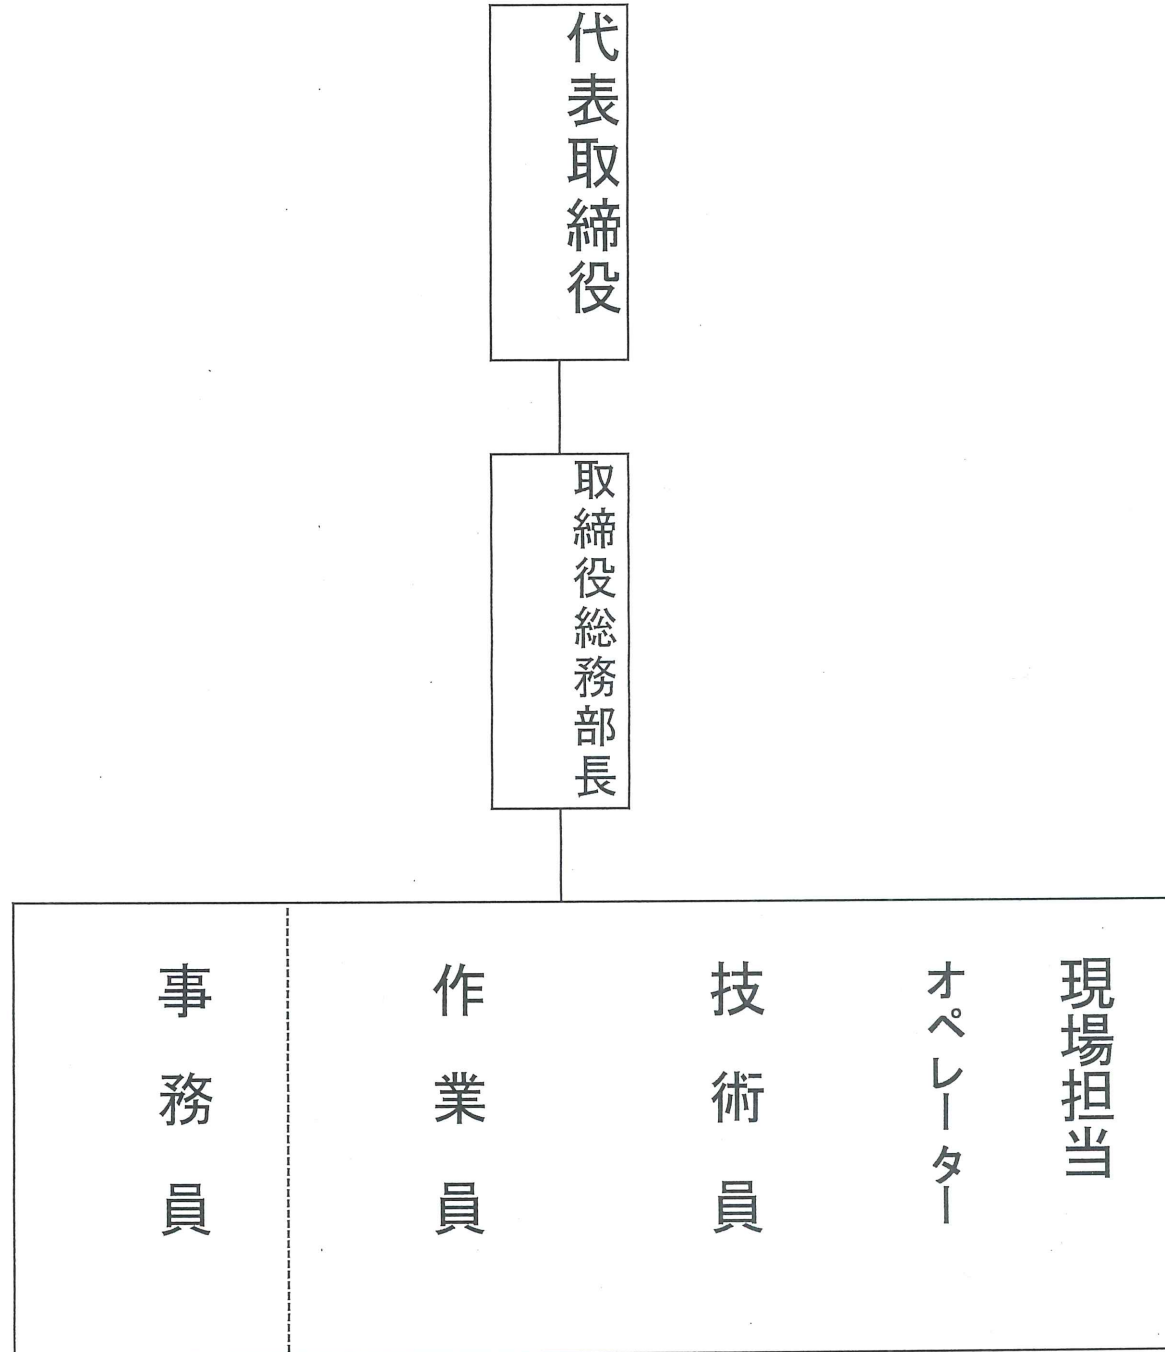 代表取締役
取締役総務部長
現場担当
オペレーター
技術員
作業員
事務員